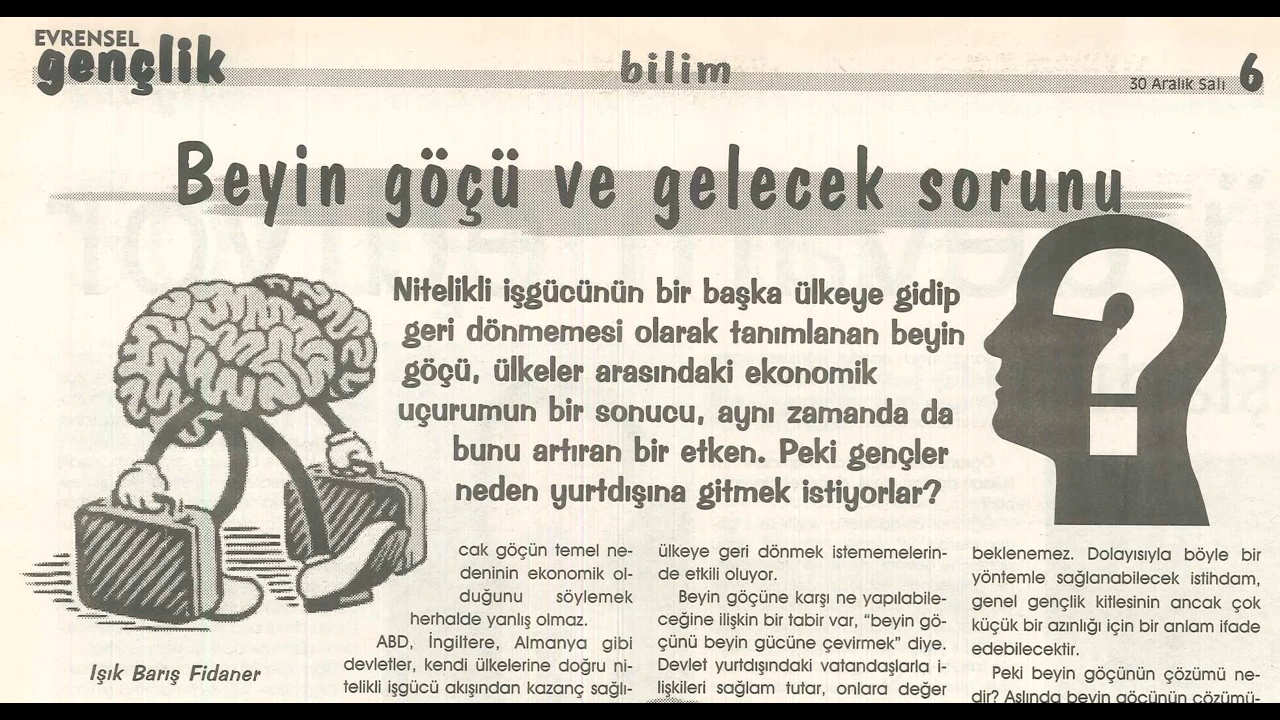 EVRENSEL
gençlik
bilim
30 Aralık Salı
6
Beyin göçü ve gelecek sorunu
Nitelikli işgücünün bir başka ülkeye gidip
geri dönmemesi olarak tanımlanan beyin
göçü, ülkeler arasındaki ekonomik
uçurumun bir sonucu, aynı zamanda da
bunu artıran bir etken. Peki gençler
neden yurtdışına gitmek istiyorlar?
Işık Barış Fidaner
cak göçün temel ne-
deninin ekonomik ol-
duğunu söylemek
herhalde yanlış olmaz.
ABD, İngiltere, Almanya gibi
devletler, kendi ülkelerine doğru ni-
telikli işgücü akışından kazanç sağlı-
ülkeye geri dönmek istememelerin-
de etkili oluyor.
Beyin göçüne karşı ne yapılabile-
ceğine ilişkin bir tabir var, “beyin gö-
çünü beyin gücüne çevirmek” diye.
Devlet yurtdışındaki vatandaşlarla i-
lişkileri sağlam tutar, onlara değer
beklenemez. Dolayısıyla böyle bir
yöntemle sağlanabilecek istihdam,
genel gençlik kitlesinin ancak çok
küçük bir azınlığı için bir anlam ifade
edebilecektir.
Peki beyin göçünün çözümü ne-
dir? Aslında beyin göçünün çözümü-